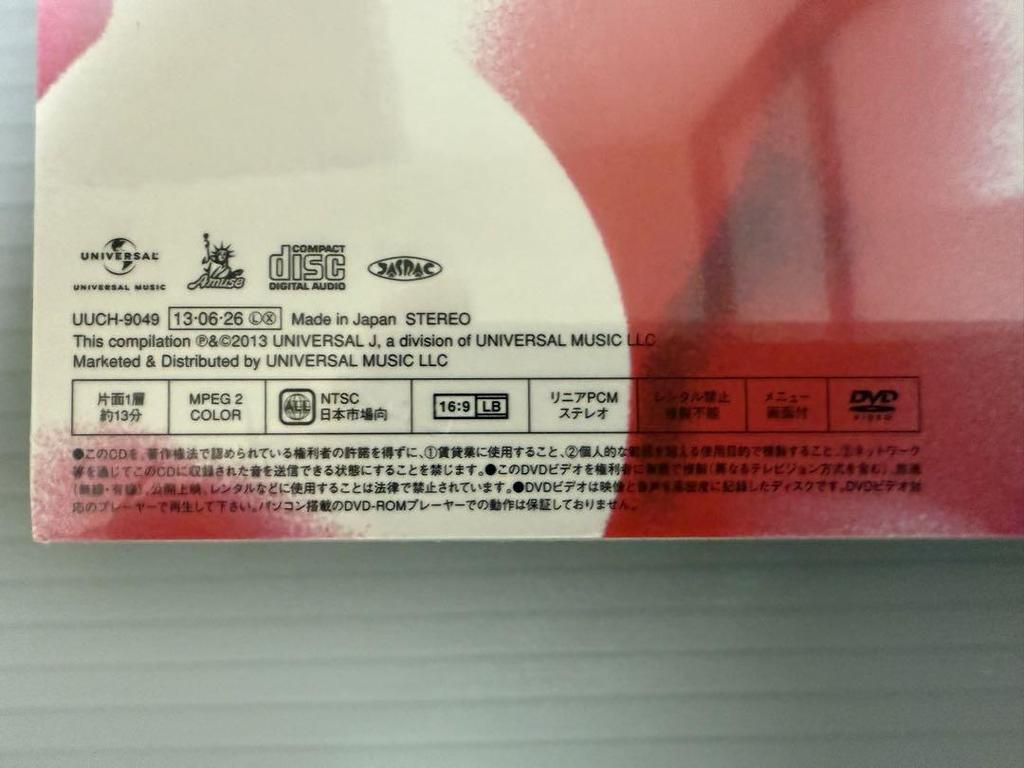 UNIVERSAL
UNIVERSAL MUSIC
Amuse
COMPACT
disc
DIGITAL AUDIO
JASRAC
UUCH-9049 13・06・26 ⓁⓍ Made in Japan STEREO
This compilation ℗&©2013 UNIVERSAL J, a division of UNIVERSAL MUSIC LLC
Marketed & Distributed by UNIVERSAL MUSIC LLC
片面1層
約13分
MPEG 2
COLOR
ALL
NTSC
日本市場向
16:9 LB
リニアPCM
ステレオ
レンタル禁止
複製不能
メニュー
画面付
DVD
VIDEO
●このCDを、著作権法で認められている権利者の許諾を得ずに、①賃貸業に使用すること、②個人的な範囲を超える使用目的で複製すること、③ネットワーク
等を通じてこのCDに収録された音を送信できる状態にすることを禁じます。●このDVDビデオを権利者に無断で複製(異なるテレビジョン方式を含む)、放送
(無線・有線)、公開上映、レンタルなどに使用することは法律で禁止されています。●DVDビデオは映像と音声を高密度に記録したディスクです。DVDビデオ対
応のプレーヤーで再生して下さい。パソコン搭載のDVD-ROMプレーヤーでの動作は保証しておりません。